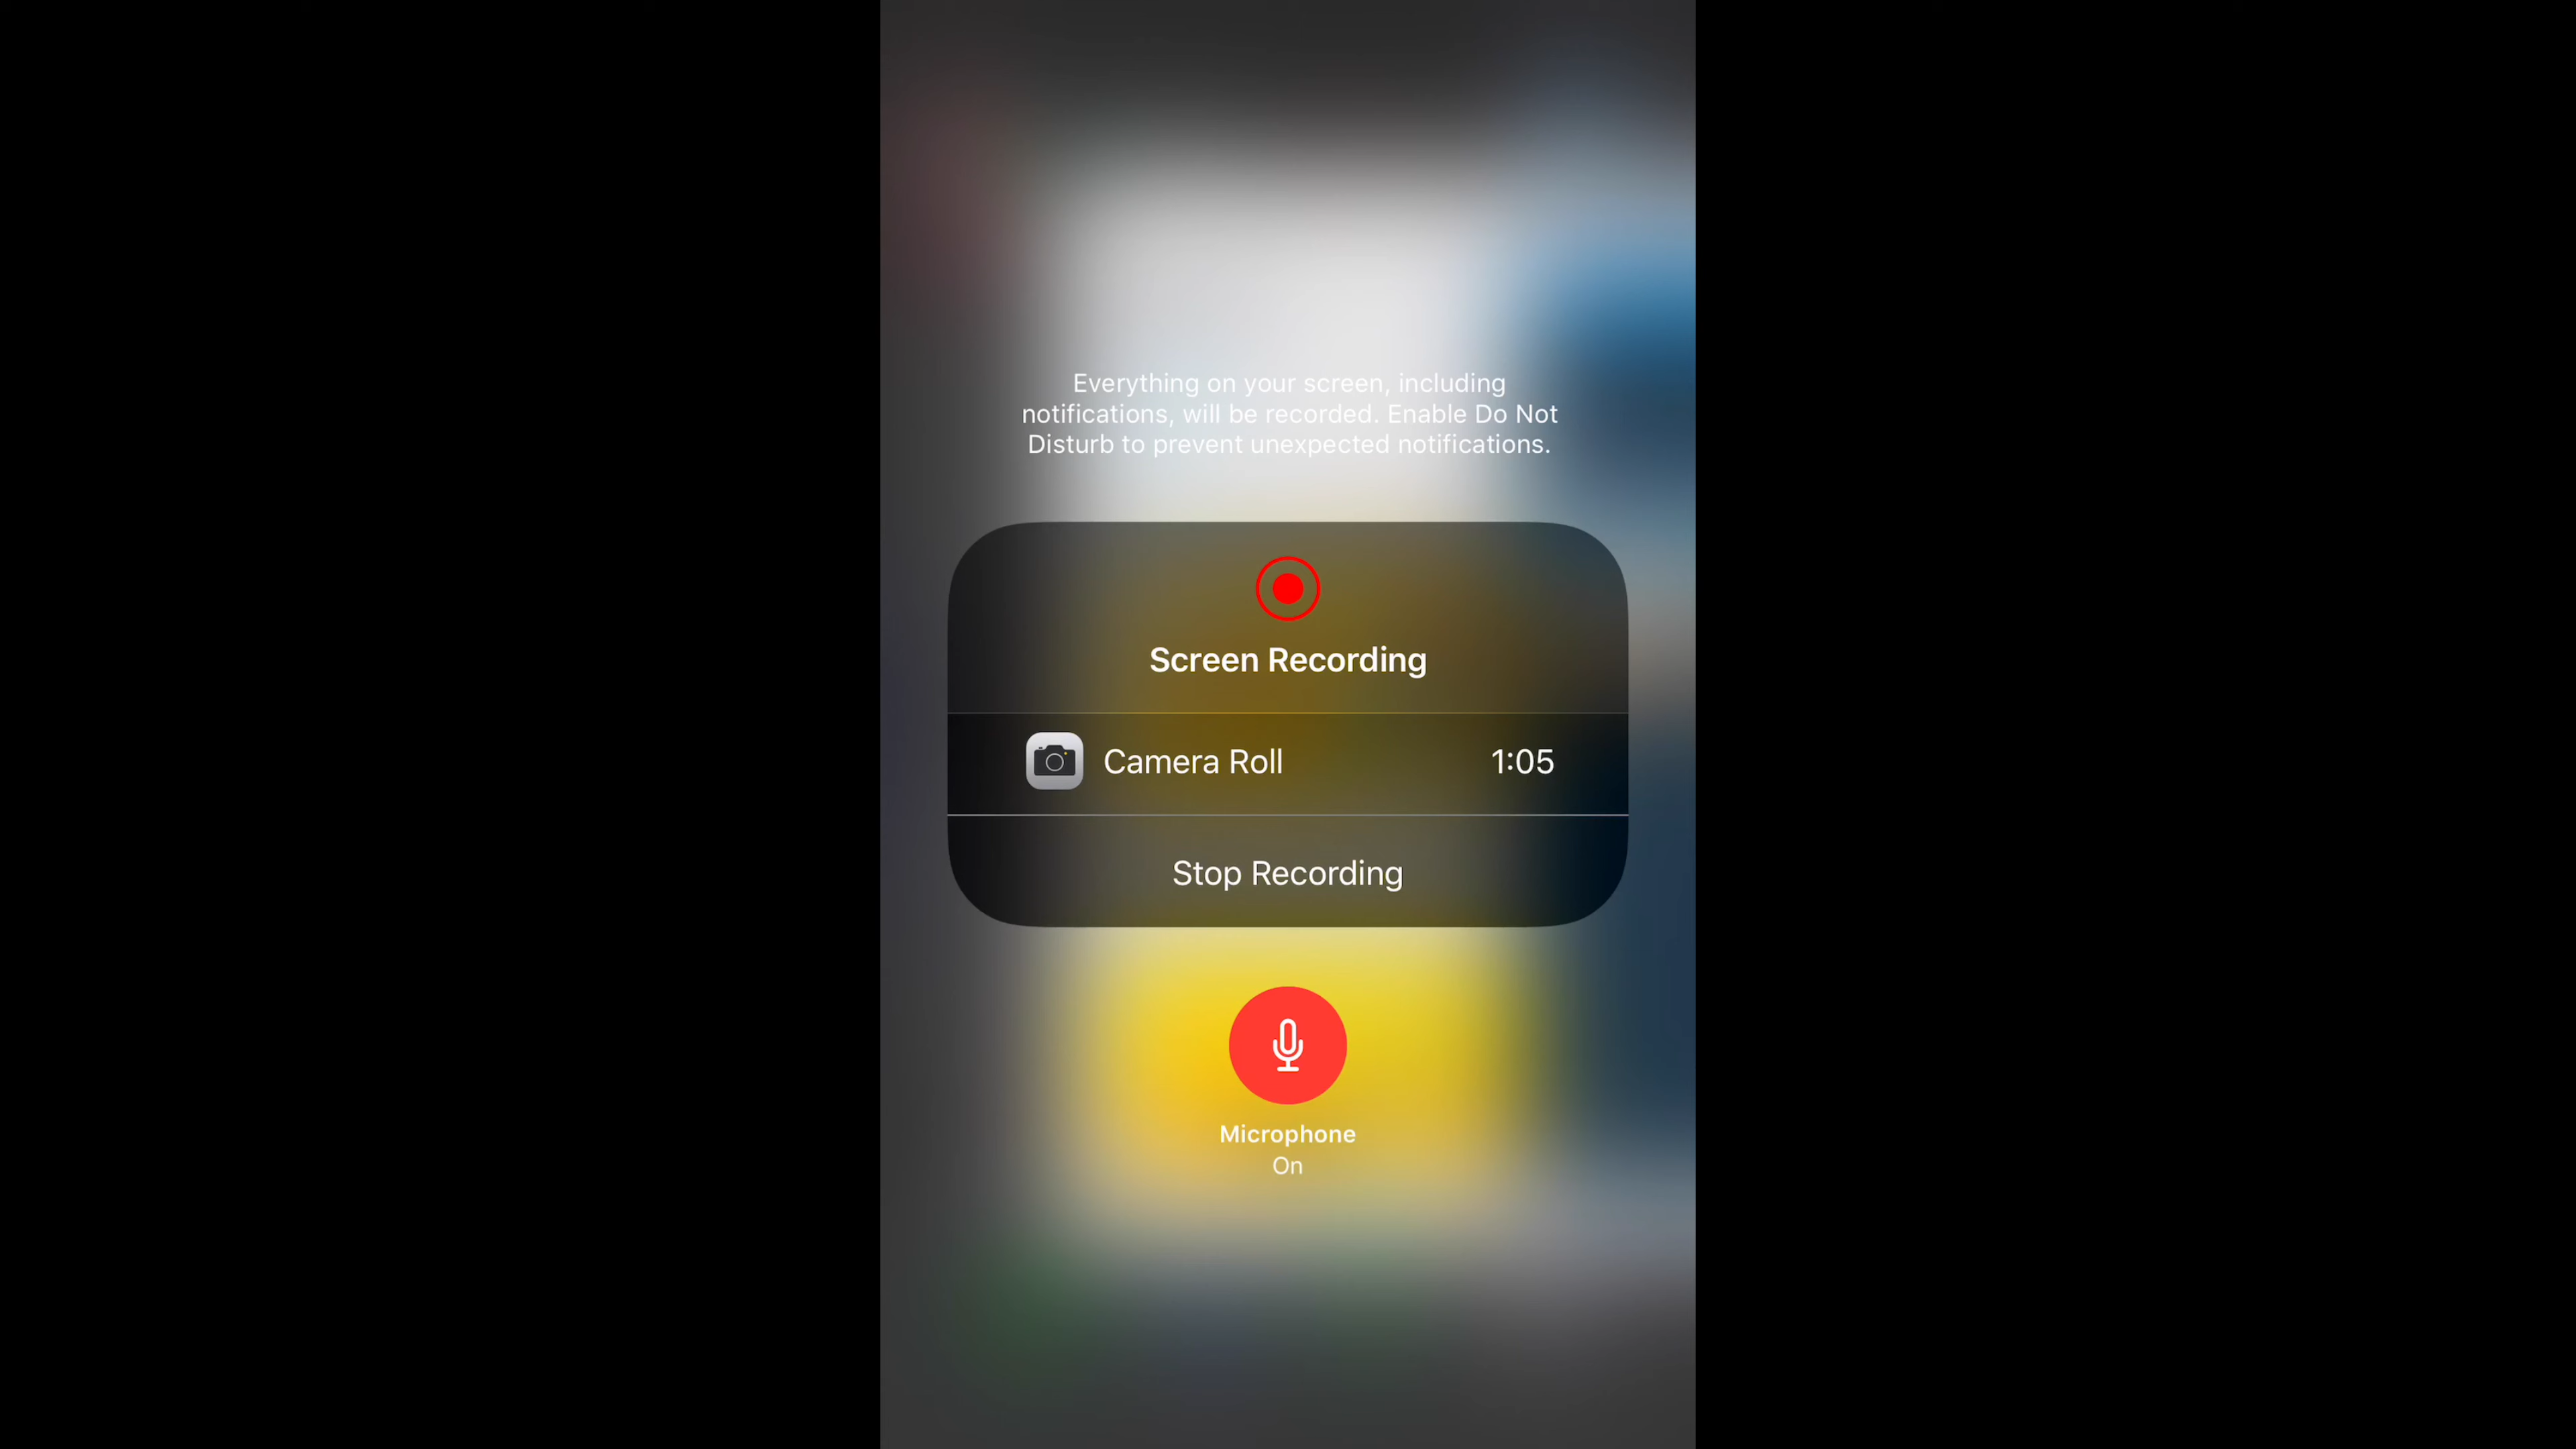 Everything on your screen, including
notifications, will be recorded. Enable Do Not
Disturb to prevent unexpected notifications.
Screen Recording
Camera Roll 1:05
Stop Recording
Microphone
On